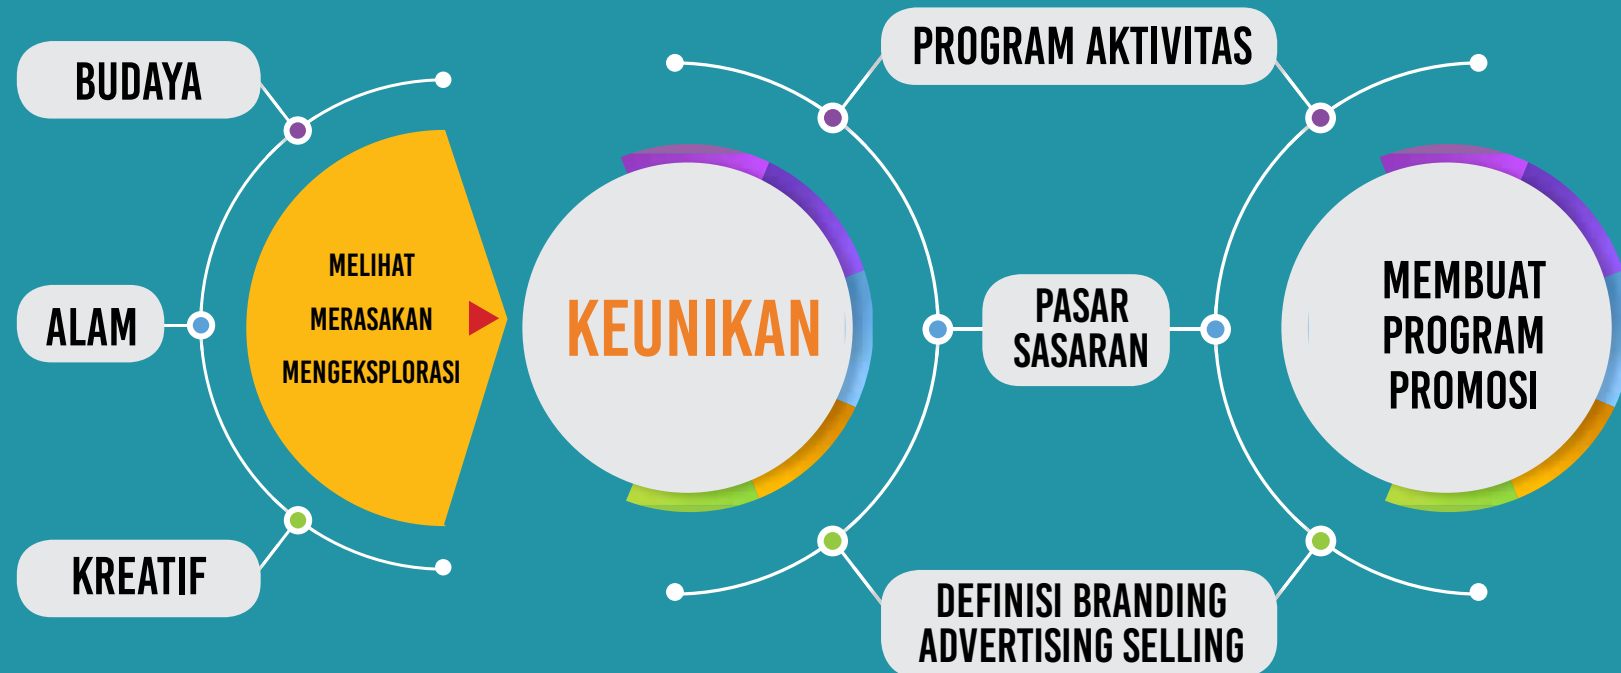 BUDAYA
ALAM
KREATIF
MELIHAT
MERASAKAN
MENGEKSPLORASI
KEUNIKAN
PROGRAM AKTIVITAS
PASAR
SASARAN
DEFINISI BRANDING
ADVERTISING SELLING
MEMBUAT
PROGRAM
PROMOSI